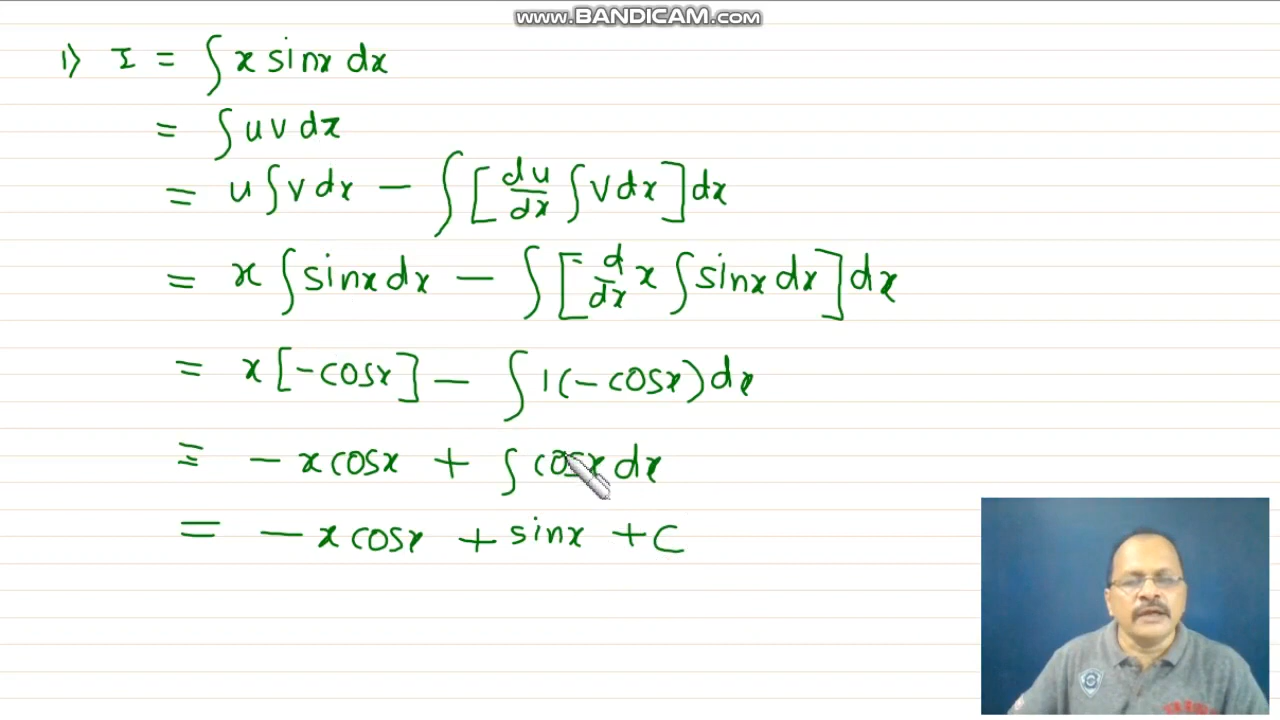 www.BANDICAM.com
1) I = ∫ x sinx dx
= ∫ u v dx
= u ∫ v dx − ∫ [ du/dx ∫ v dx ] dx
= x ∫ sinx dx − ∫ [ d/dx x ∫ sinx dx ] dx
= x [ −cosx ] − ∫ 1 (−cosx) dx
= − x cosx + ∫ cosx dx
= − x cosx + sinx + C